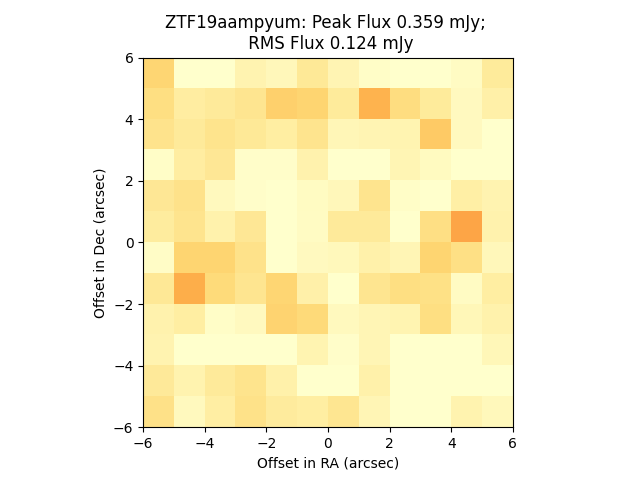 ZTF19aampyum: Peak Flux 0.359 mJy;
RMS Flux 0.124 mJy
6
4
2
0
−2
−4
−6
Offset in Dec (arcsec)
−6 −4 −2 0 2 4 6
Offset in RA (arcsec)